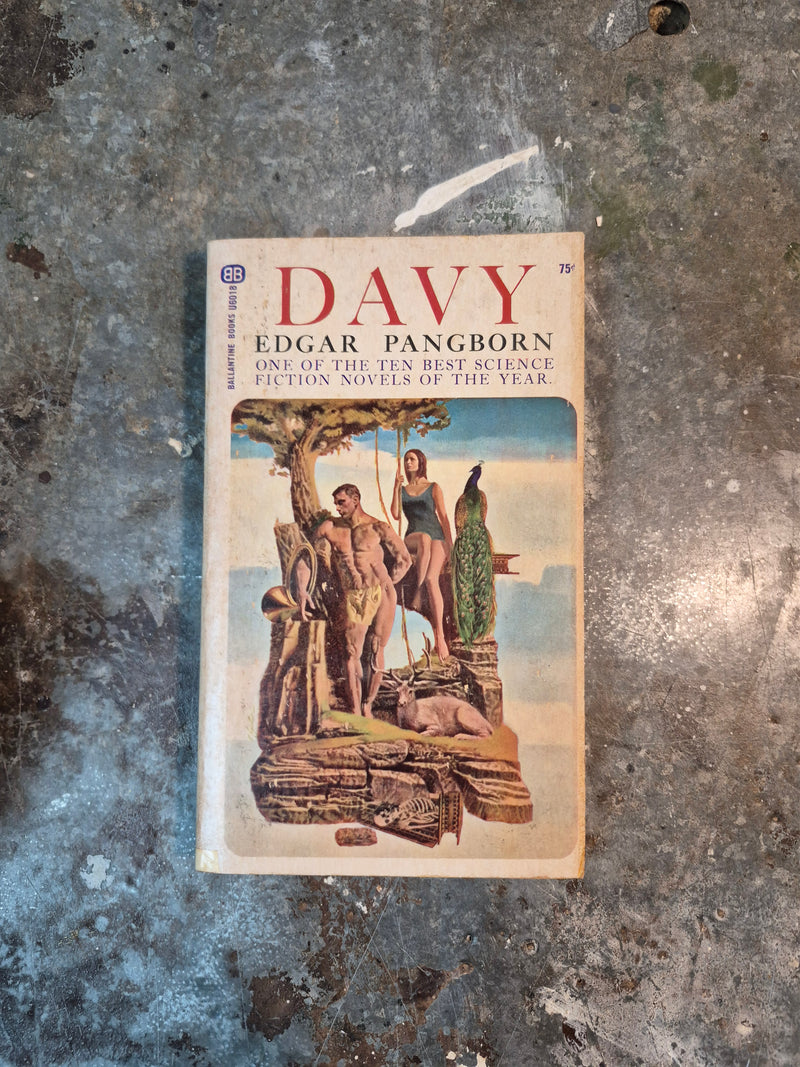 BB
DAVY
75¢
EDGAR PANGBORN
ONE OF THE TEN BEST SCIENCE
FICTION NOVELS OF THE YEAR.
BALLANTINE BOOKS U6018